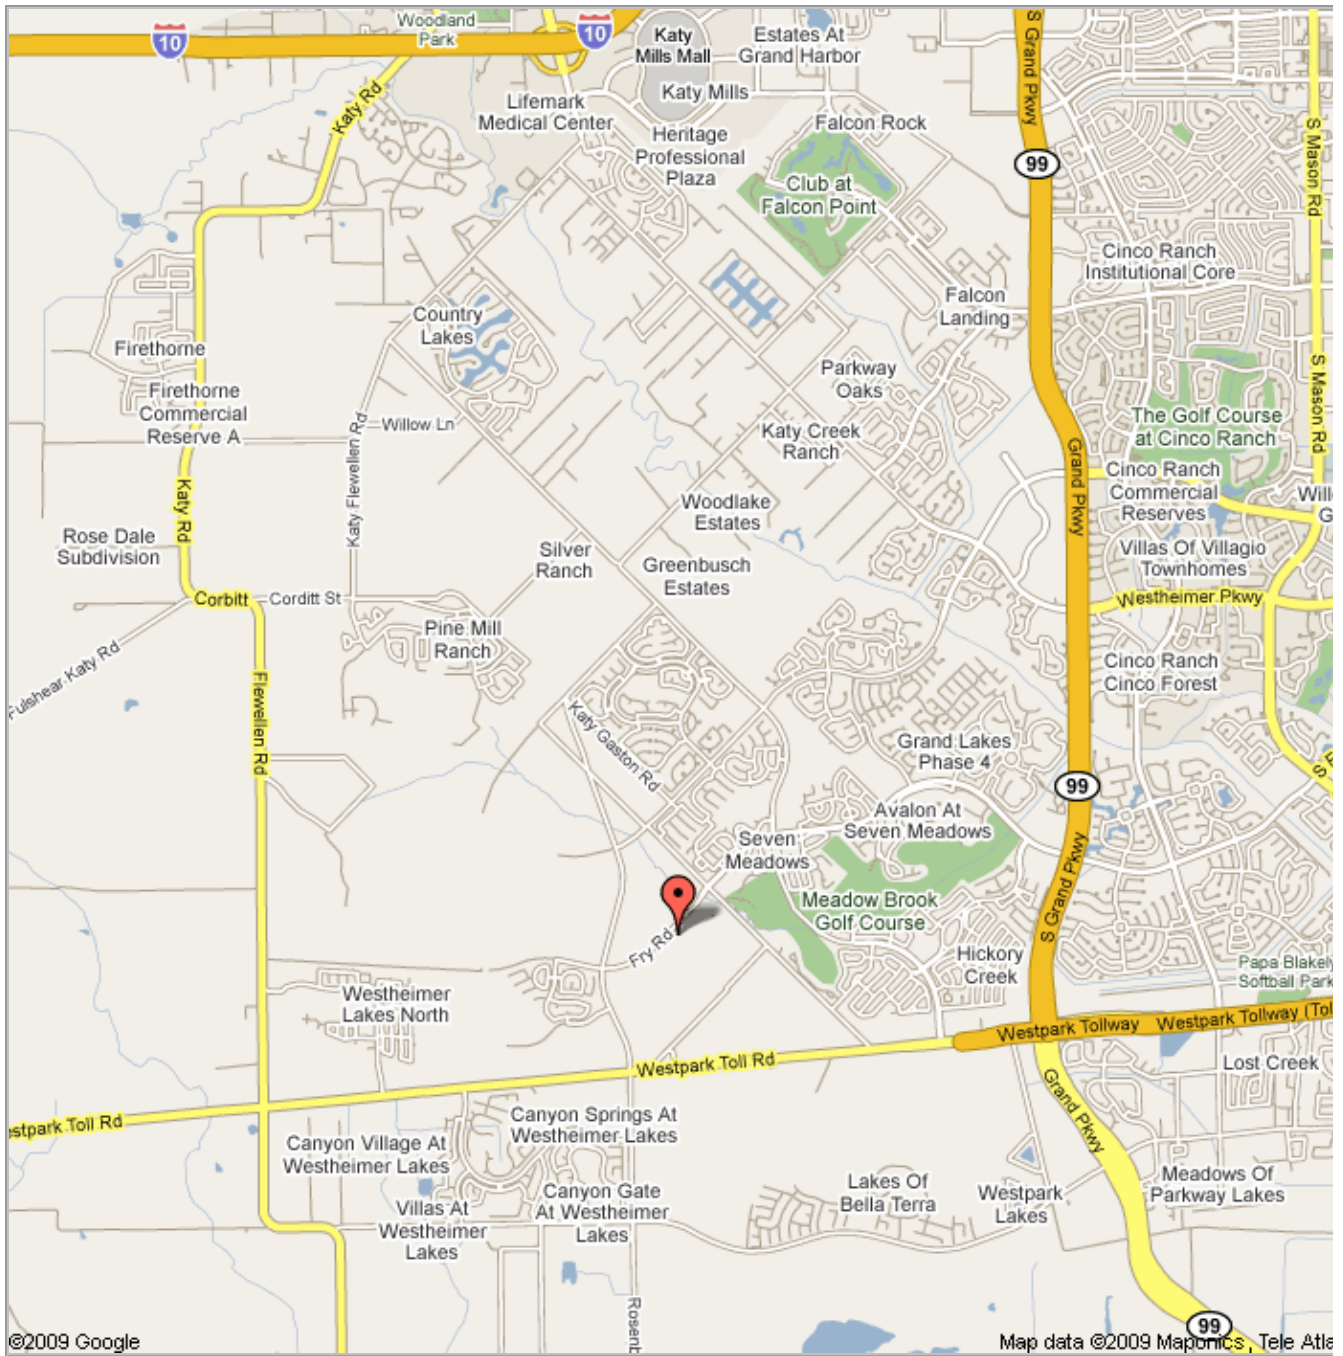 Woodland
Park
10
10
Katy
Mills Mall
Estates At
Grand Harbor
S Grand Pkwy
Katy Rd
Lifemark
Medical Center
Katy Mills
Heritage
Professional
Plaza
Falcon Rock
99
S Mason Rd
Club at
Falcon Point
Cinco Ranch
Institutional Core
Country
Lakes
Falcon
Landing
Firethorne
Firethorne
Commercial
Reserve A
Willow Ln
Katy Flewellen Rd
Parkway
Oaks
Katy Creek
Ranch
Grand Pkwy
The Golf Course
at Cinco Ranch
S Mason Rd
Katy Rd
Cinco Ranch
Commercial
Reserves
Woodlake
Estates
Rose Dale
Subdivision
Silver
Ranch
Greenbusch
Estates
Villas Of Villagio
Townhomes
Corbitt
Corditt St
Westheimer Pkwy
Pine Mill
Ranch
Fulshear Katy Rd
Cinco Ranch
Cinco Forest
Flewellen Rd
Katy Gaston Rd
Grand Lakes
Phase 4
99
Avalon At
Seven Meadows
Seven
Meadows
Meadow Brook
Golf Course
S Grand Pkwy
Fry Rd
Hickory
Creek
Papa Blakely
Softball Park
Westheimer
Lakes North
Westpark Tollway
Westpark Tollway (Tol
Westpark Toll Rd
Lost Creek
Grand Pkwy
estpark Toll Rd
Canyon Springs At
Westheimer Lakes
Canyon Village At
Westheimer Lakes
Lakes Of
Bella Terra
Westpark
Lakes
Meadows Of
Parkway Lakes
Villas At
Westheimer
Lakes
Canyon Gate
At Westheimer
Lakes
Rosenb
99
©2009 Google
Map data ©2009 Maponics, Tele Atla